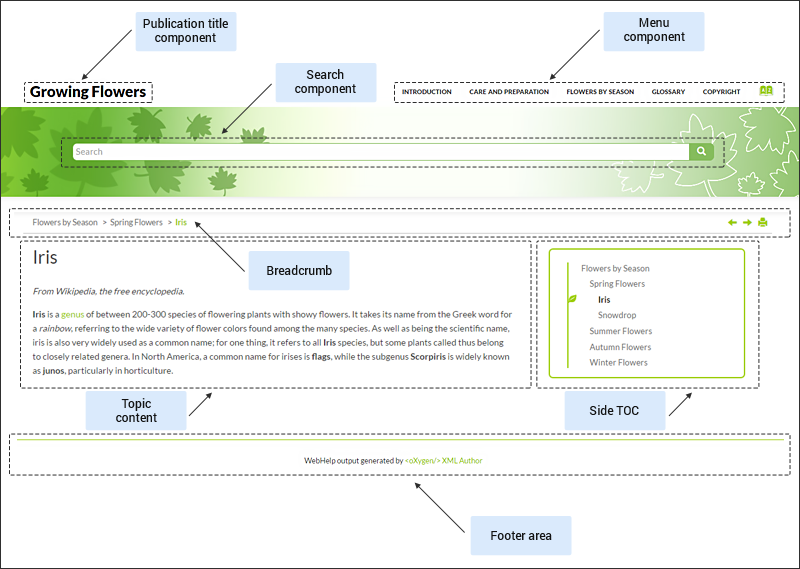 Publication title
component
Menu
component
Search
component
Growing Flowers
INTRODUCTION CARE AND PREPARATION FLOWERS BY SEASON GLOSSARY COPYRIGHT
Search
Flowers by Season > Spring Flowers > Iris
Breadcrumb
Iris
From Wikipedia, the free encyclopedia.
Iris is a genus of between 200-300 species of flowering plants with showy flowers. It takes its name from the Greek word for
a rainbow, referring to the wide variety of flower colors found among the many species. As well as being the scientific name,
iris is also very widely used as a common name; for one thing, it refers to all Iris species, but some plants called thus belong
to closely related genera. In North America, a common name for irises is flags, while the subgenus Scorpiris is widely known
as junos, particularly in horticulture.
Flowers by Season
Spring Flowers
Iris
Snowdrop
Summer Flowers
Autumn Flowers
Winter Flowers
Topic
content
Side TOC
WebHelp output generated by <oXygen/> XML Author
Footer area